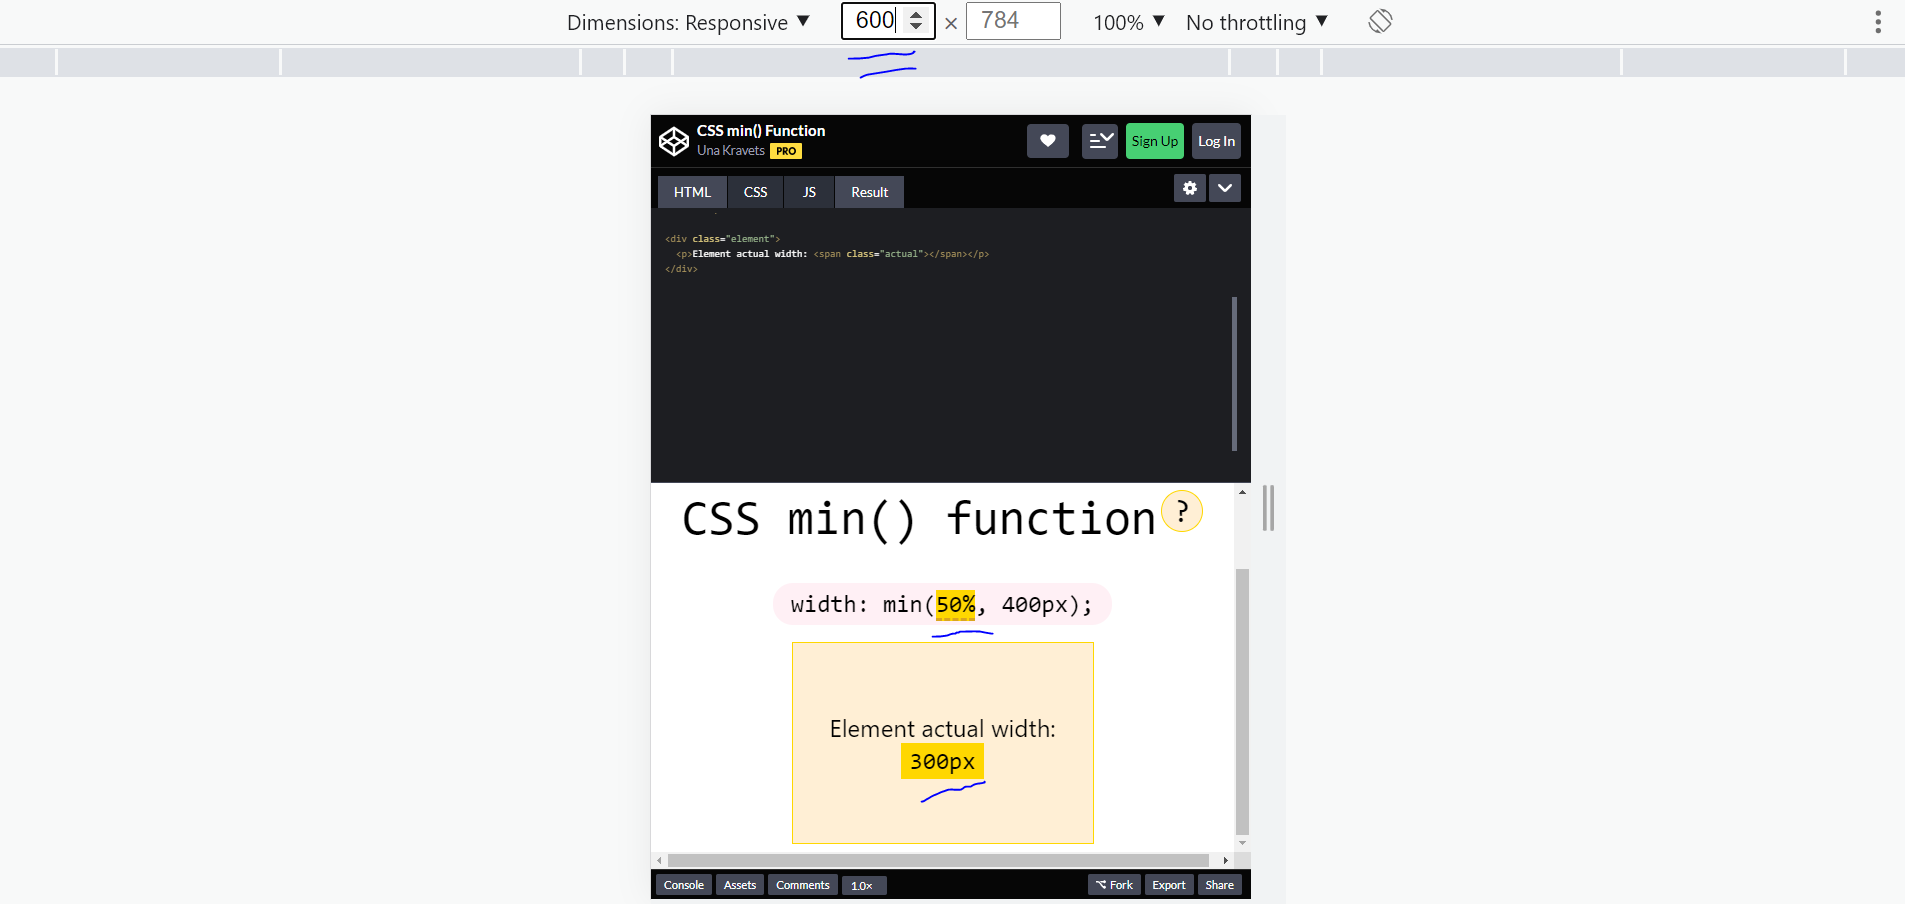 Dimensions: Responsive ▼ 600 × 784 100% ▼ No throttling ▼
CSS min() Function
Una Kravets PRO
Sign Up Log In
HTML CSS JS Result
<div class="element">
<p>Element actual width: <span class="actual"></span></p>
</div>
CSS min() function ?
width: min(50%, 400px);
Element actual width:
300px
Console Assets Comments 1.0× Fork Export Share